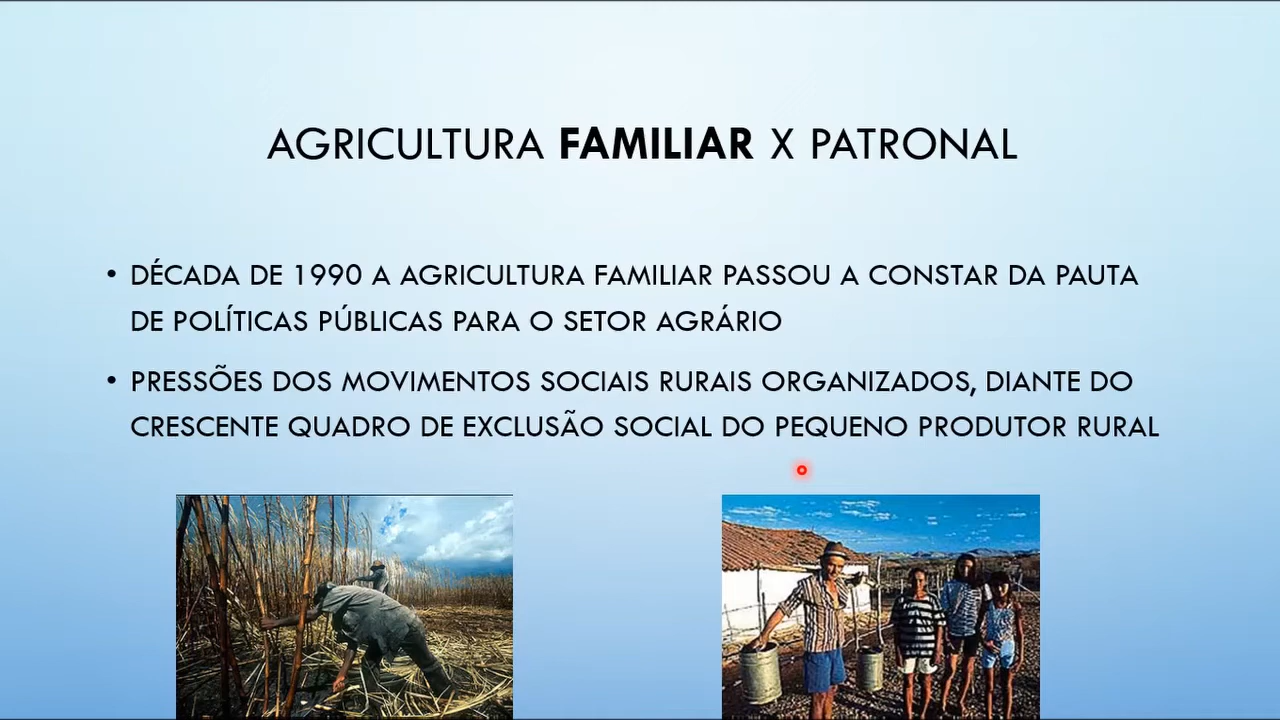 AGRICULTURA FAMILIAR X PATRONAL
• DÉCADA DE 1990 A AGRICULTURA FAMILIAR PASSOU A CONSTAR DA PAUTA
DE POLÍTICAS PÚBLICAS PARA O SETOR AGRÁRIO
• PRESSÕES DOS MOVIMENTOS SOCIAIS RURAIS ORGANIZADOS, DIANTE DO
CRESCENTE QUADRO DE EXCLUSÃO SOCIAL DO PEQUENO PRODUTOR RURAL